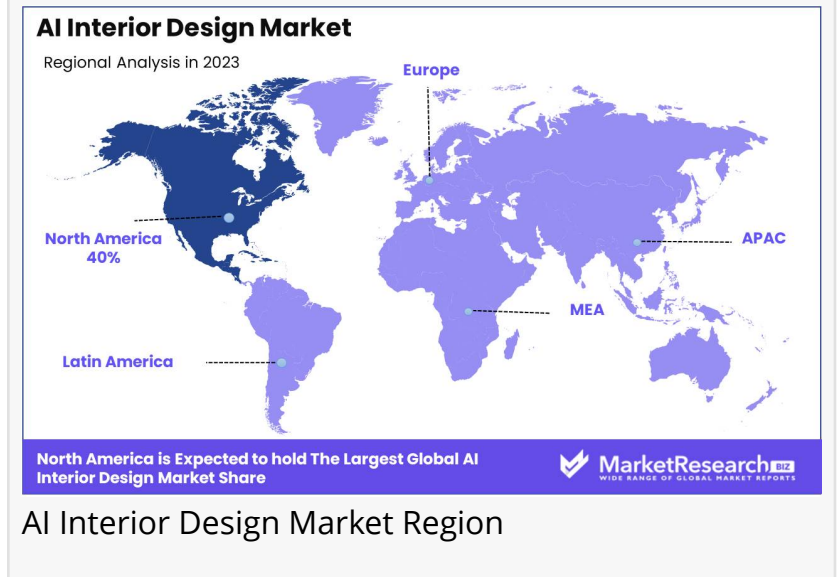 AI Interior Design Market
Regional Analysis in 2023
Europe
North America
40%
APAC
MEA
Latin America
North America is Expected to hold The Largest Global AI
Interior Design Market Share
MarketResearch BIZ
WIDE RANGE OF GLOBAL MARKET REPORTS
AI Interior Design Market Region